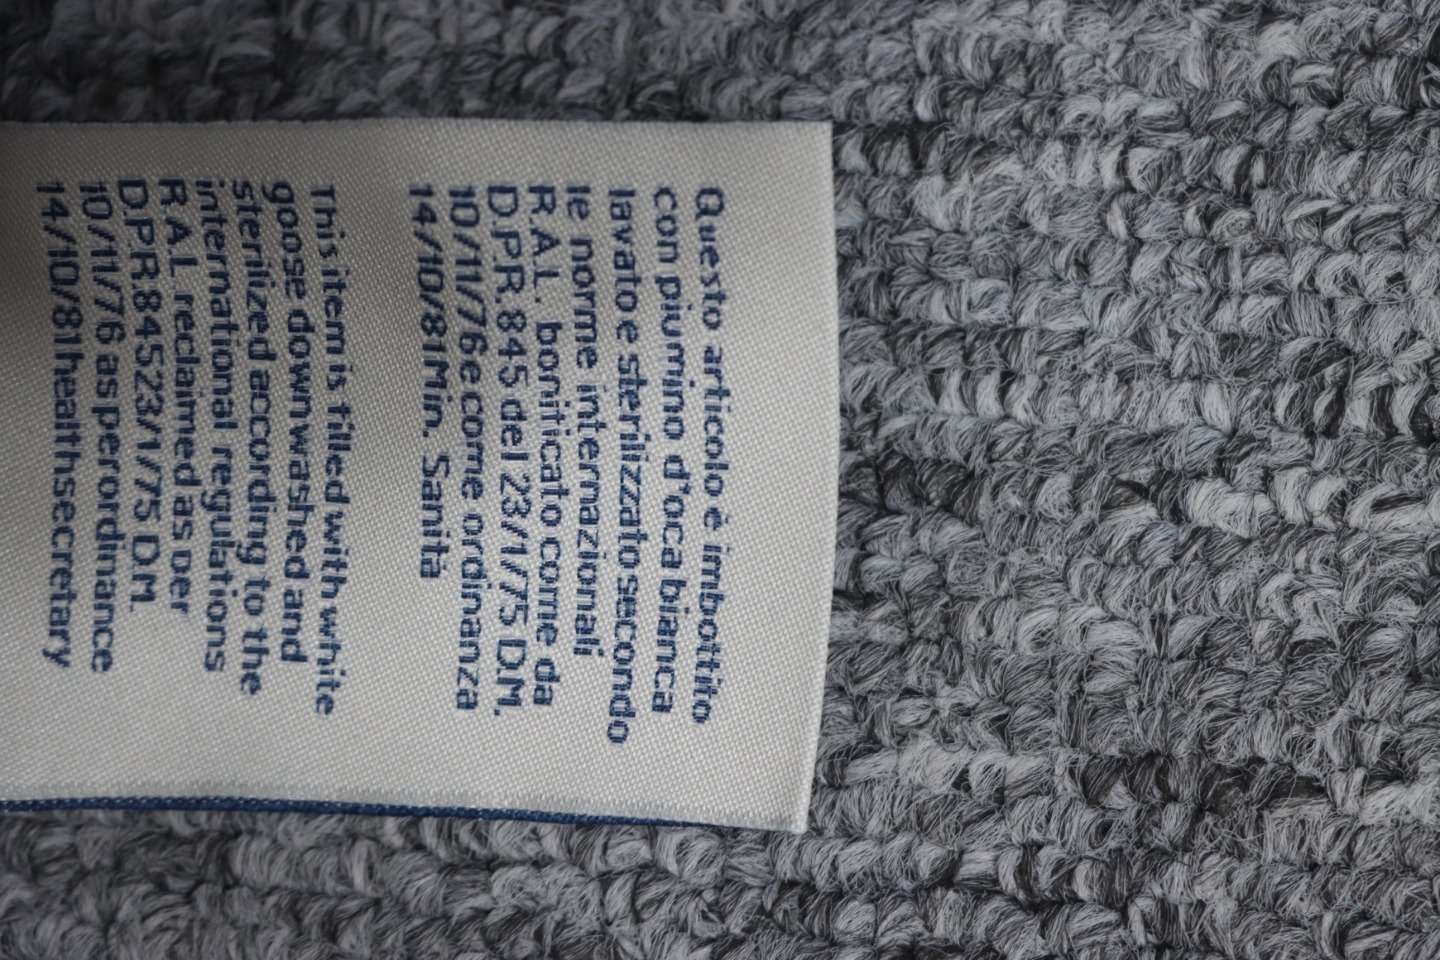 Questo articolo è imbottito
con piumino d'oca bianca
lavato e sterilizzato secondo
le norme internazionali
R.A.L. bonificato come da
D.P.R. 845 del 23/1/75 D.M.
10/11/76 e come ordinanza
14/10/81 Min. Sanità
This item is filled with white
goose down washed and
sterilized according to the
international regulations
R.A.L. reclaimed as per
D.P.R. 845 23/1/75 D.M.
10/11/76 as per ordinance
14/10/81 health secretary